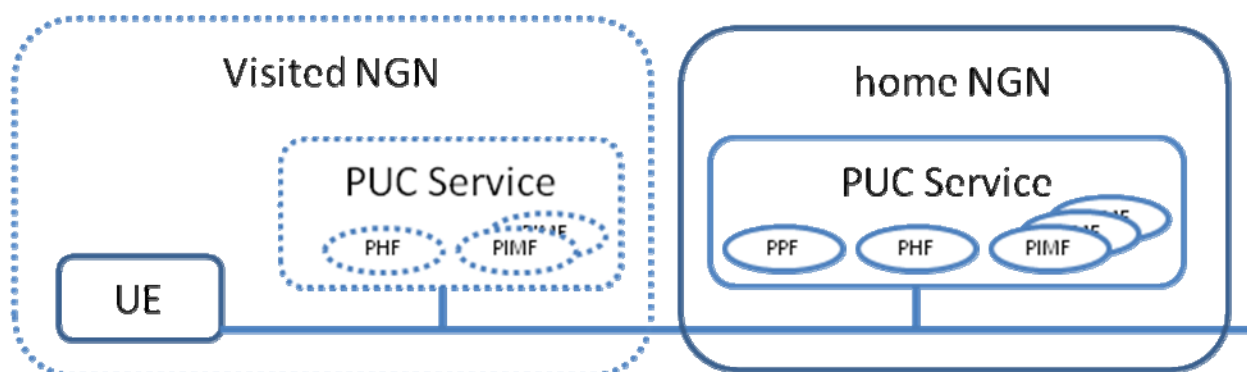 Visited NGN
PUC Service
PHF
PIMF
UE
home NGN
PUC Service
PPF
PHF
PIMF